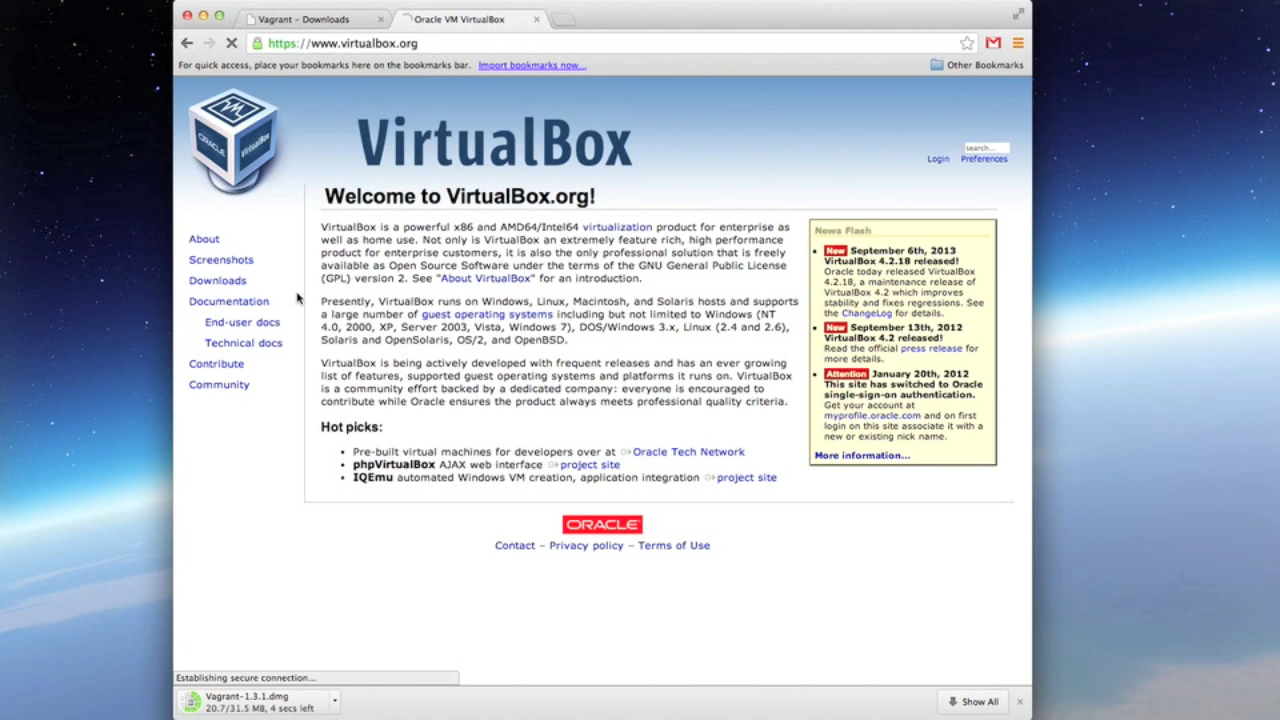 Vagrant - Downloads
Oracle VM VirtualBox
https://www.virtualbox.org
For quick access, place your bookmarks here on the bookmarks bar. Import bookmarks now...
Other Bookmarks
ORACLE
VirtualBox
VirtualBox
search...
Login
Preferences
Welcome to VirtualBox.org!
About
Screenshots
Downloads
Documentation
End-user docs
Technical docs
Contribute
Community
VirtualBox is a powerful x86 and AMD64/Intel64 virtualization product for enterprise as
well as home use. Not only is VirtualBox an extremely feature rich, high performance
product for enterprise customers, it is also the only professional solution that is freely
available as Open Source Software under the terms of the GNU General Public License
(GPL) version 2. See "About VirtualBox" for an introduction.
Presently, VirtualBox runs on Windows, Linux, Macintosh, and Solaris hosts and supports
a large number of guest operating systems including but not limited to Windows (NT
4.0, 2000, XP, Server 2003, Vista, Windows 7), DOS/Windows 3.x, Linux (2.4 and 2.6),
Solaris and OpenSolaris, OS/2, and OpenBSD.
VirtualBox is being actively developed with frequent releases and has an ever growing
list of features, supported guest operating systems and platforms it runs on. VirtualBox
is a community effort backed by a dedicated company: everyone is encouraged to
contribute while Oracle ensures the product always meets professional quality criteria.
Hot picks:
• Pre-built virtual machines for developers over at Oracle Tech Network
• phpVirtualBox AJAX web interface project site
• IQEmu automated Windows VM creation, application integration project site
News Flash
• New September 6th, 2013
VirtualBox 4.2.18 released!
Oracle today released VirtualBox
4.2.18, a maintenance release of
VirtualBox 4.2 which improves
stability and fixes regressions. See
the ChangeLog for details.
• New September 13th, 2012
VirtualBox 4.2 released!
Read the official press release for
more details.
• Attention January 20th, 2012
This site has switched to Oracle
single-sign-on authentication.
Get your account at
myprofile.oracle.com and on first
login on this site associate it with a
new or existing nick name.
More information...
ORACLE
Contact – Privacy policy – Terms of Use
Establishing secure connection...
Vagrant-1.3.1.dmg
20.7/31.5 MB, 4 secs left
Show All